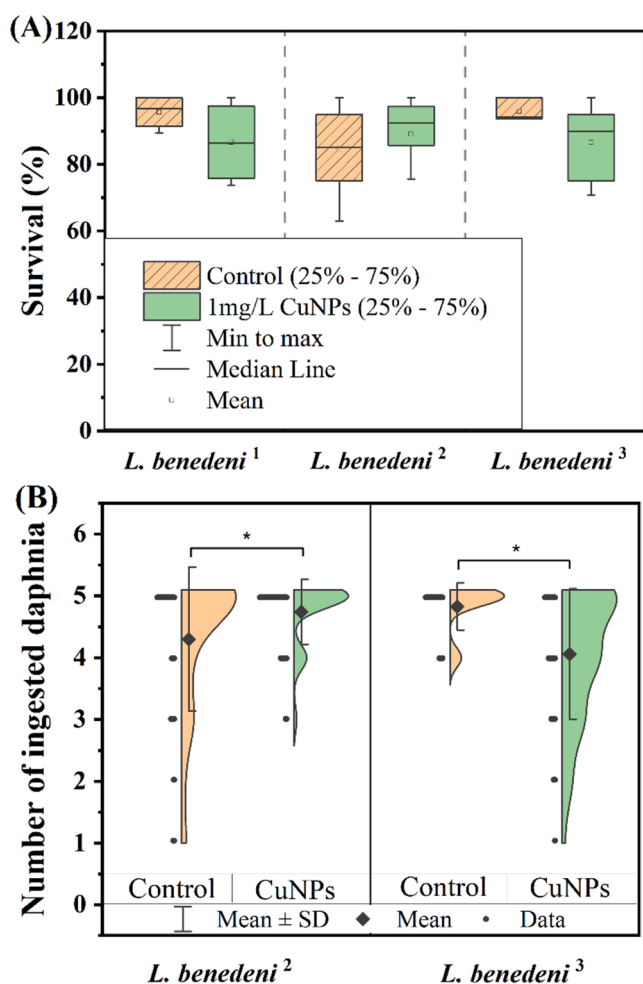 (A)
120
100
80
60
40
20
0
Survival (%)
Control (25% - 75%)
1mg/L CuNPs (25% - 75%)
Min to max
Median Line
Mean
L. benedeni 1 L. benedeni 2 L. benedeni 3
(B)
6
5
4
3
2
1
0
Number of ingested daphnia
* *
Control CuNPs Control CuNPs
Mean ± SD Mean Data
L. benedeni 2 L. benedeni 3